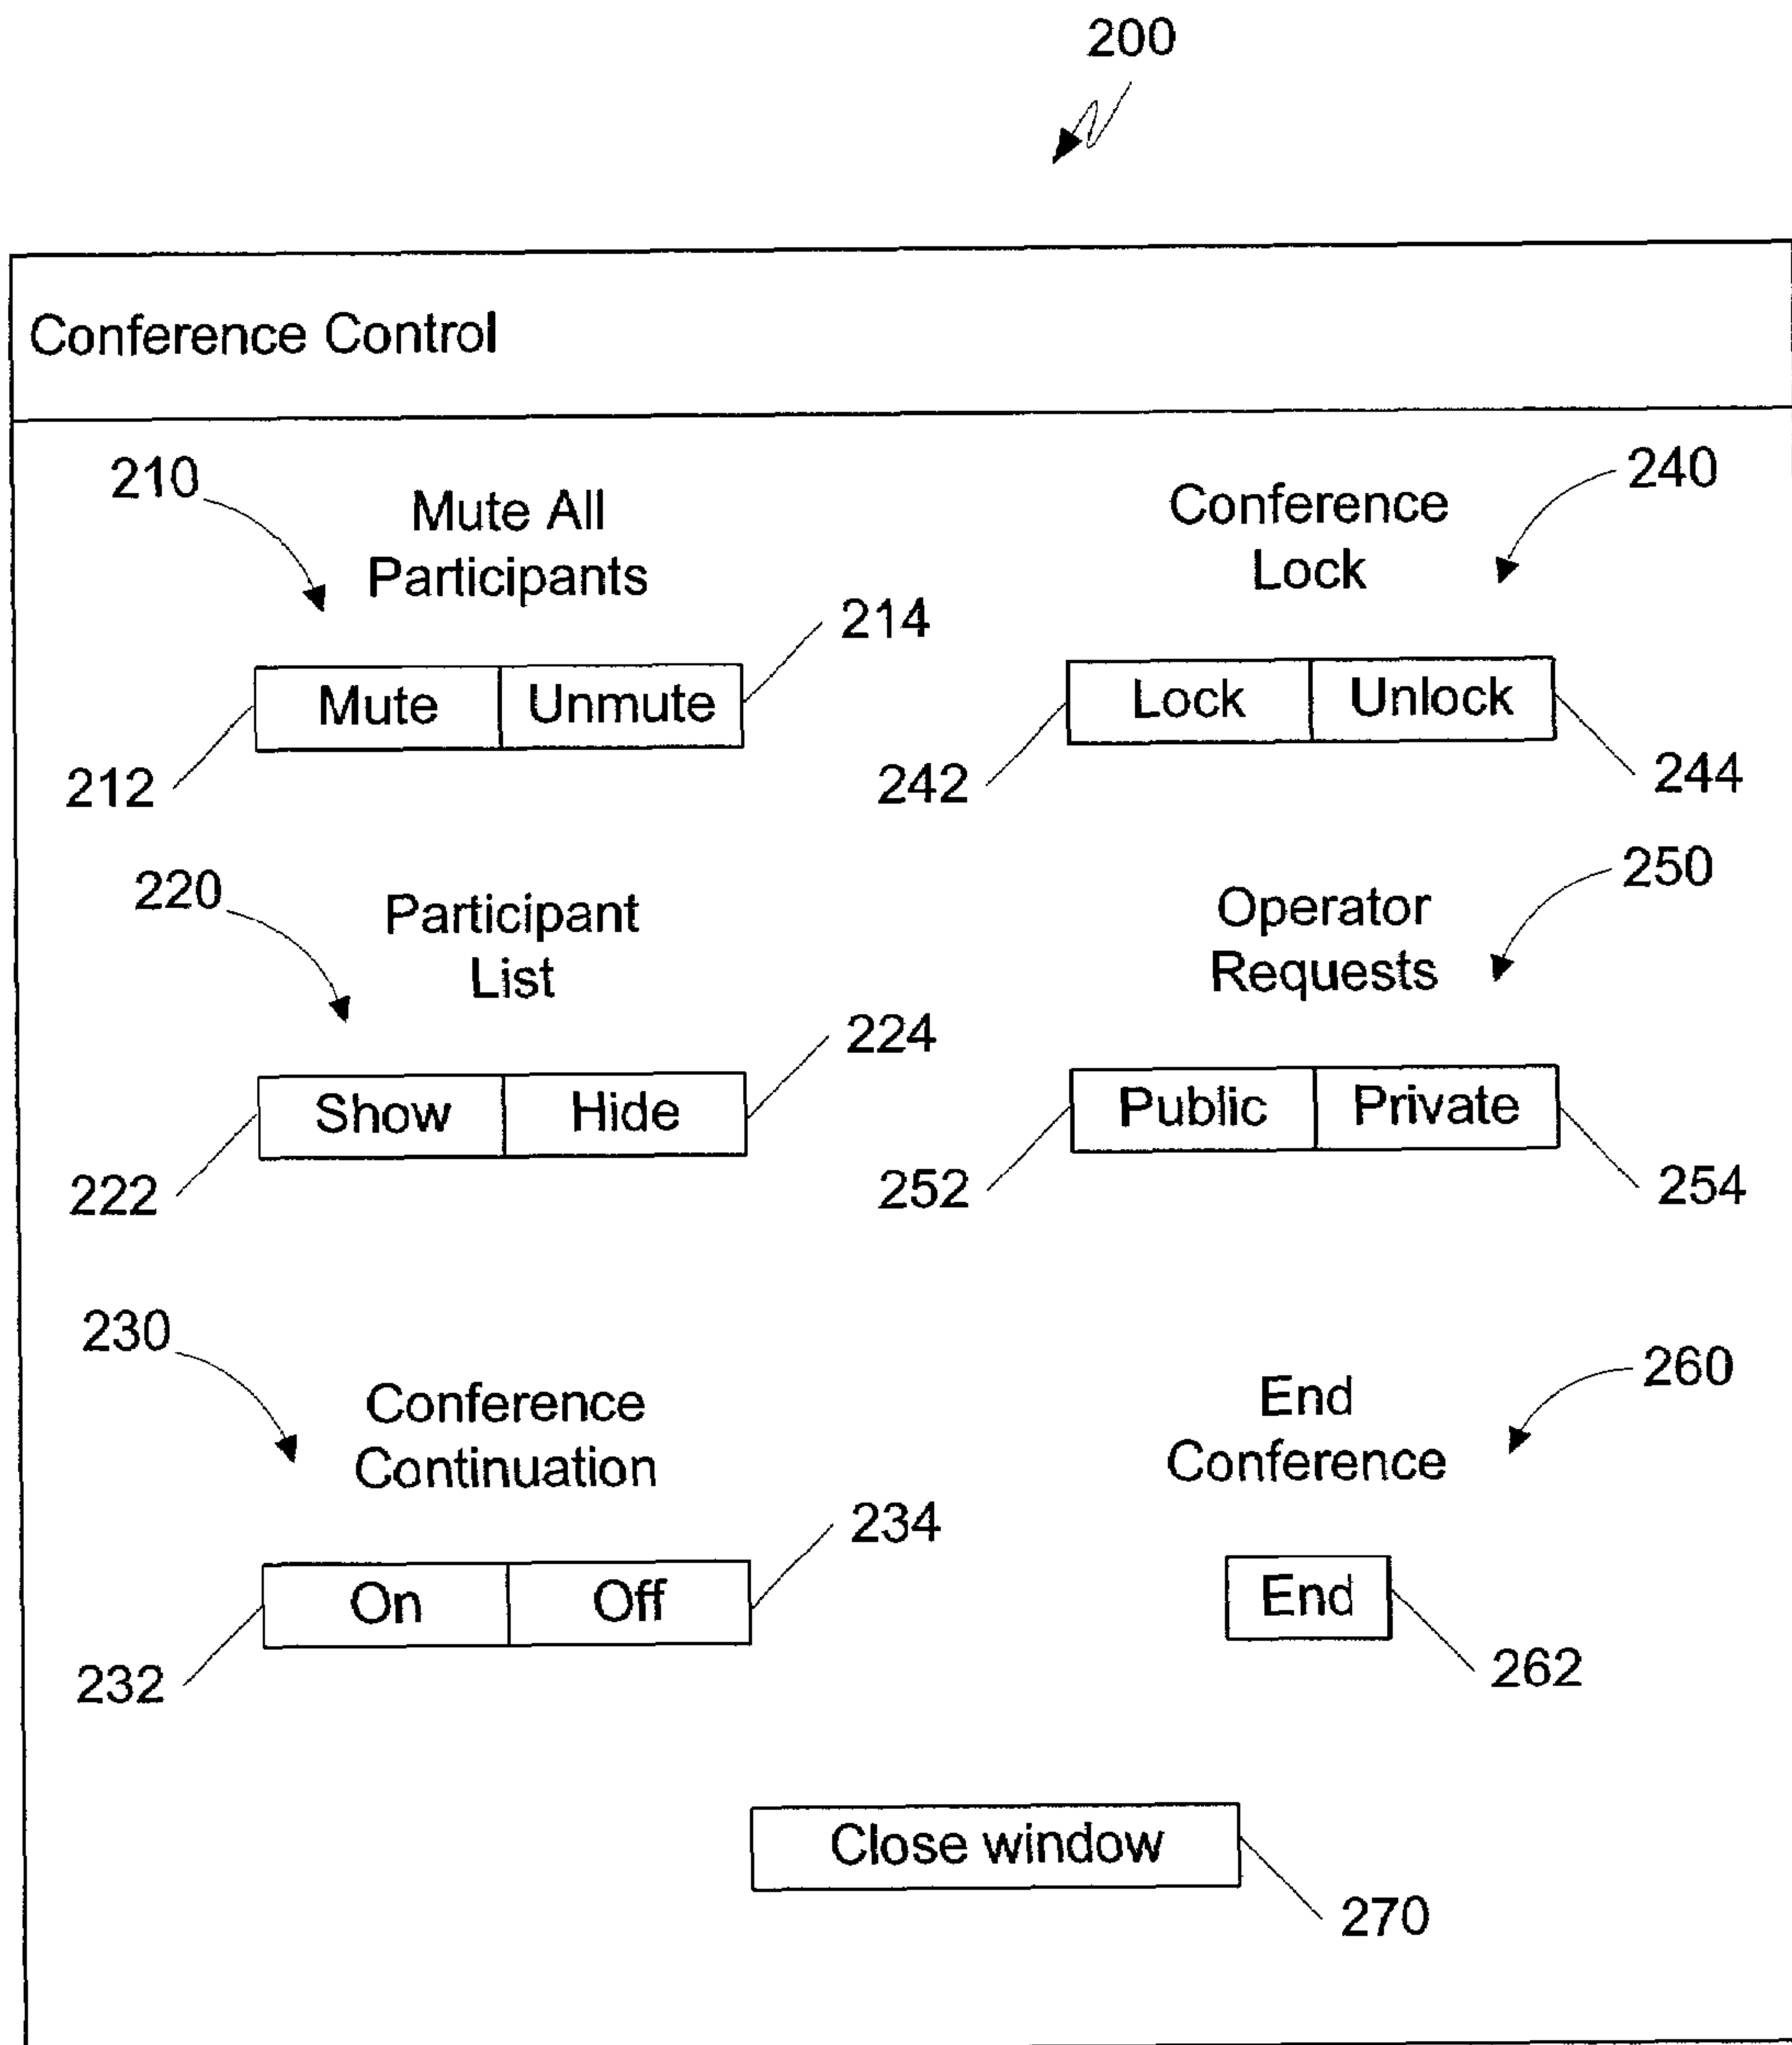 200
Conference Control
210
Mute All
Participants
214
Mute
Unmute
212
240
Conference
Lock
Lock
Unlock
242
244
220
Participant
List
224
Show
Hide
222
250
Operator
Requests
Public
Private
252
254
230
Conference
Continuation
234
On
Off
232
260
End
Conference
End
262
Close window
270